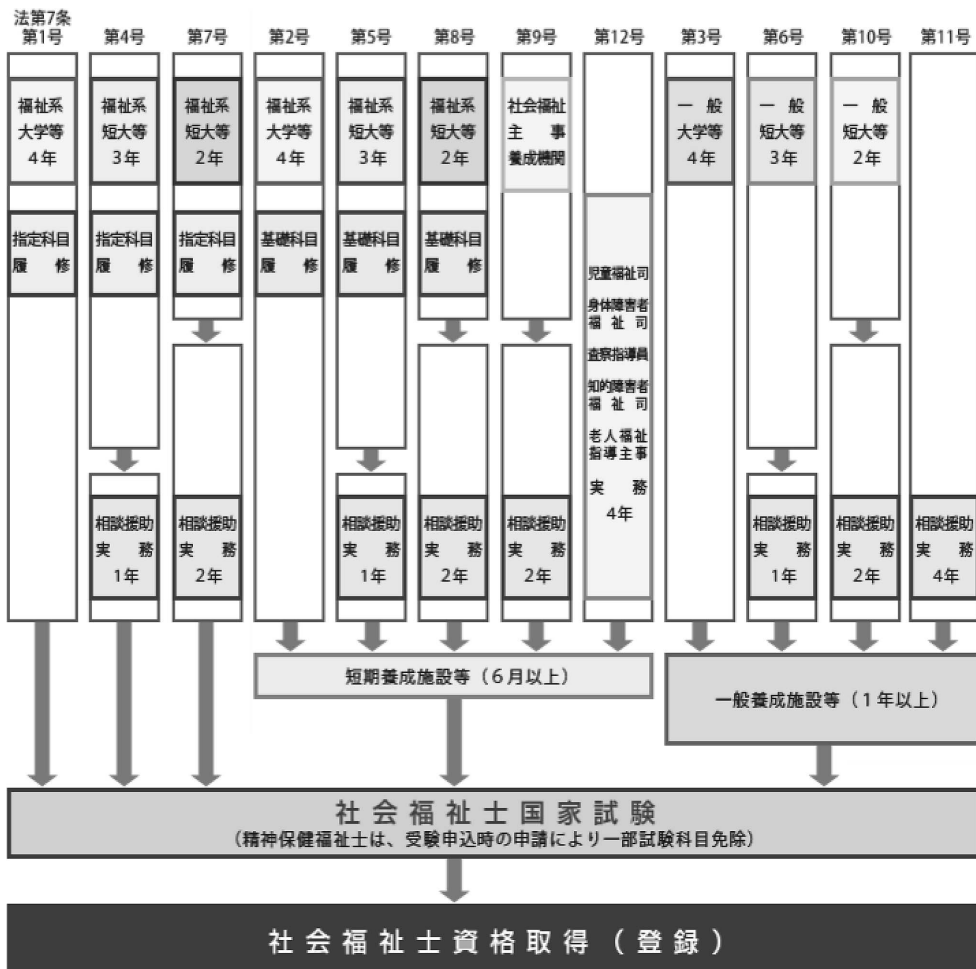 法第7条
第1号 第4号 第7号 第2号 第5号 第8号 第9号 第12号 第3号 第6号 第10号 第11号
福祉系
大学等
4年
福祉系
短大等
3年
福祉系
短大等
2年
福祉系
大学等
4年
福祉系
短大等
3年
福祉系
短大等
2年
社会福祉
主事
養成機関
一般
大学等
4年
一般
短大等
3年
一般
短大等
2年
指定科目
履修
指定科目
履修
指定科目
履修
基礎科目
履修
基礎科目
履修
基礎科目
履修
児童福祉司
身体障害者
福祉司
査察指導員
知的障害者
福祉司
老人福祉
指導主事
実務
4年
相談援助
実務
1年
相談援助
実務
2年
相談援助
実務
1年
相談援助
実務
2年
相談援助
実務
2年
相談援助
実務
1年
相談援助
実務
2年
相談援助
実務
4年
短期養成施設等(6月以上)
一般養成施設等(1年以上)
社会福祉士国家試験
(精神保健福祉士は、受験申込時の申請により一部試験科目免除)
社会福祉士資格取得(登録)